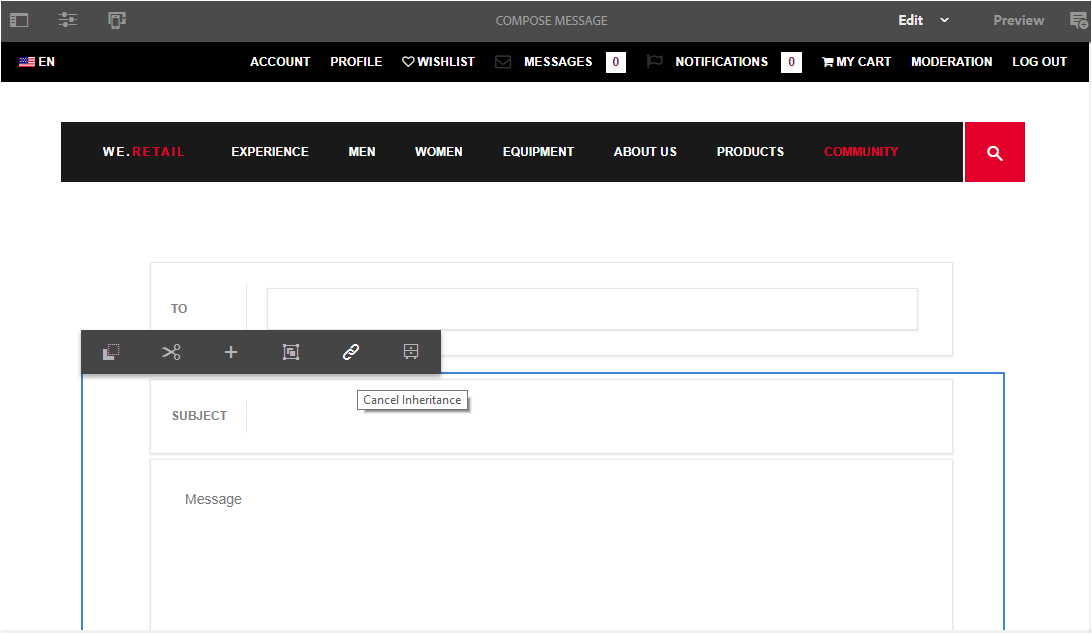 COMPOSE MESSAGE Edit Preview
EN ACCOUNT PROFILE WISHLIST MESSAGES 0 NOTIFICATIONS 0 MY CART MODERATION LOG OUT
WE.RETAIL EXPERIENCE MEN WOMEN EQUIPMENT ABOUT US PRODUCTS COMMUNITY
TO
Cancel Inheritance
SUBJECT
Message